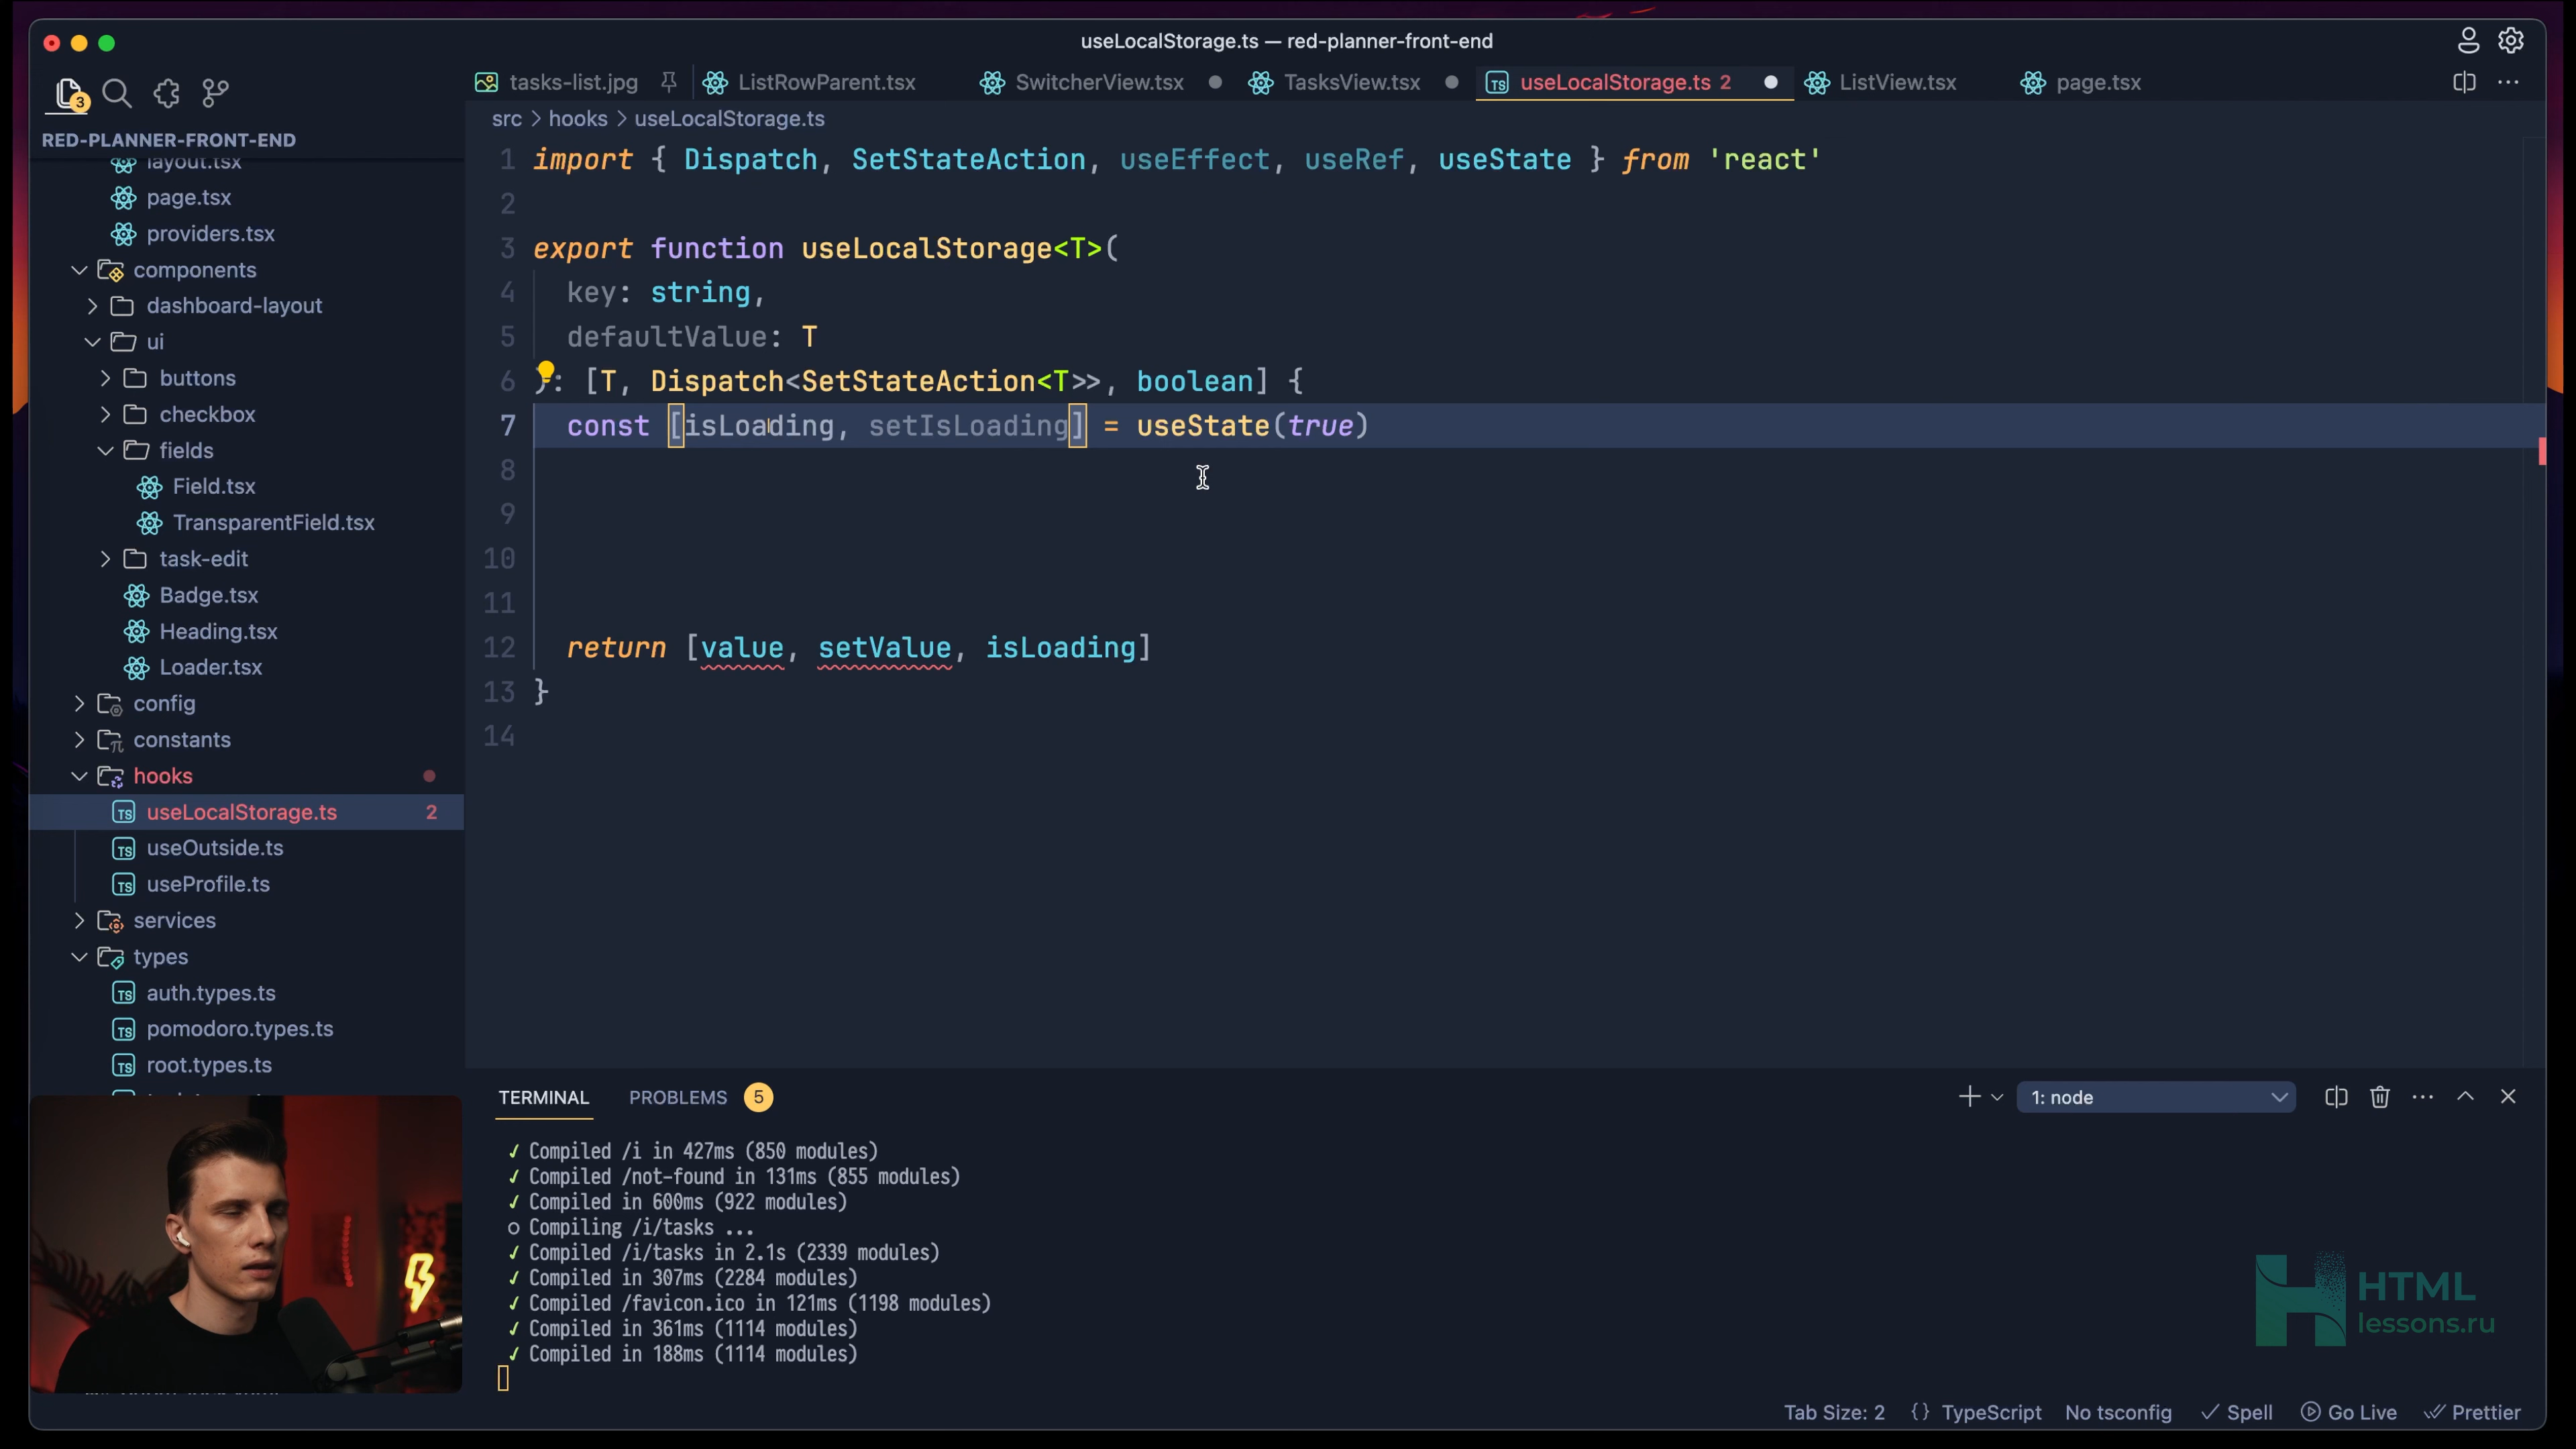 useLocalStorage.ts — red-planner-front-end
3
tasks-list.jpg
ListRowParent.tsx
SwitcherView.tsx
TasksView.tsx
TS useLocalStorage.ts 2
ListView.tsx
page.tsx
RED-PLANNER-FRONT-END
layout.tsx
page.tsx
providers.tsx
components
dashboard-layout
ui
buttons
checkbox
fields
Field.tsx
TransparentField.tsx
task-edit
Badge.tsx
Heading.tsx
Loader.tsx
config
constants
hooks
TS useLocalStorage.ts 2
TS useOutside.ts
TS useProfile.ts
services
types
TS auth.types.ts
TS pomodoro.types.ts
TS root.types.ts
src > hooks > useLocalStorage.ts
1 import { Dispatch, SetStateAction, useEffect, useRef, useState } from 'react'
2
3 export function useLocalStorage<T>(
4 key: string,
5 defaultValue: T
6 ): [T, Dispatch<SetStateAction<T>>, boolean] {
7 const [isLoading, setIsLoading] = useState(true)
8
9
10
11
12 return [value, setValue, isLoading]
13 }
14
TERMINAL PROBLEMS 5
1: node
✓ Compiled /i in 427ms (850 modules)
✓ Compiled /not-found in 131ms (855 modules)
✓ Compiled in 600ms (922 modules)
○ Compiling /i/tasks ...
✓ Compiled /i/tasks in 2.1s (2339 modules)
✓ Compiled in 307ms (2284 modules)
✓ Compiled /favicon.ico in 121ms (1198 modules)
✓ Compiled in 361ms (1114 modules)
✓ Compiled in 188ms (1114 modules)
HTML
lessons.ru
Tab Size: 2 {} TypeScript No tsconfig ✓ Spell Go Live Prettier